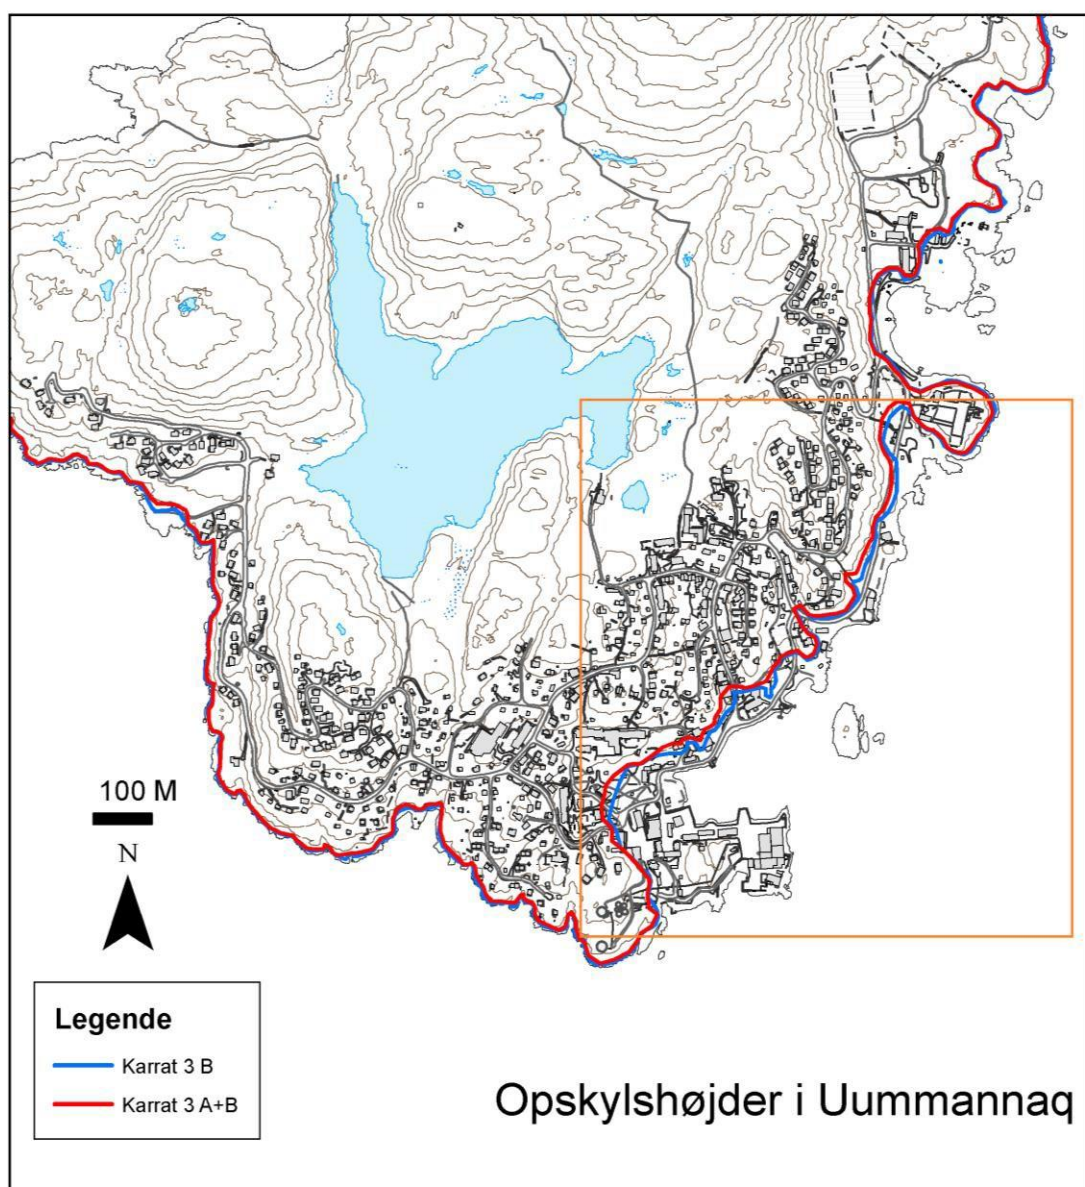 100 M
N
Legende
Karrat 3 B
Karrat 3 A+B
Opskylshøjder i Uummannaq